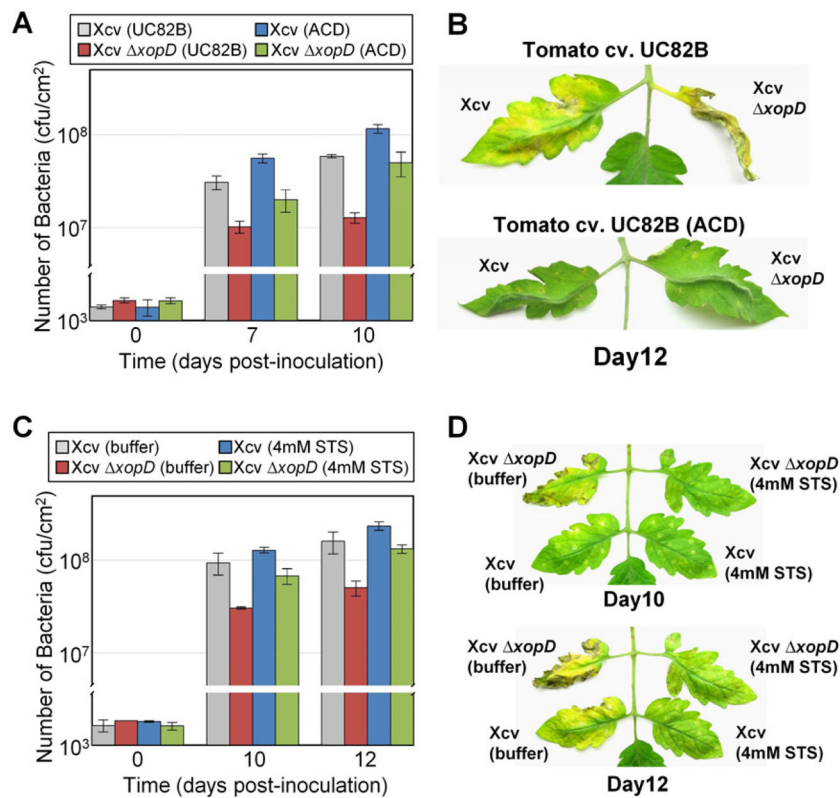 A
Xcv (UC82B) Xcv (ACD)
Xcv ΔxopD (UC82B) Xcv ΔxopD (ACD)
Number of Bacteria (cfu/cm²)
10⁸
10⁷
10³
0 7 10
Time (days post-inoculation)
B
Tomato cv. UC82B
Xcv
Xcv
ΔxopD
Tomato cv. UC82B (ACD)
Xcv
Xcv
ΔxopD
Day12
C
Xcv (buffer) Xcv (4mM STS)
Xcv ΔxopD (buffer) Xcv ΔxopD (4mM STS)
Number of Bacteria (cfu/cm²)
10⁸
10⁷
10³
0 10 12
Time (days post-inoculation)
D
Xcv ΔxopD
(buffer)
Xcv ΔxopD
(4mM STS)
Xcv
(buffer)
Xcv
(4mM STS)
Day10
Xcv ΔxopD
(buffer)
Xcv ΔxopD
(4mM STS)
Xcv
(buffer)
Xcv
(4mM STS)
Day12